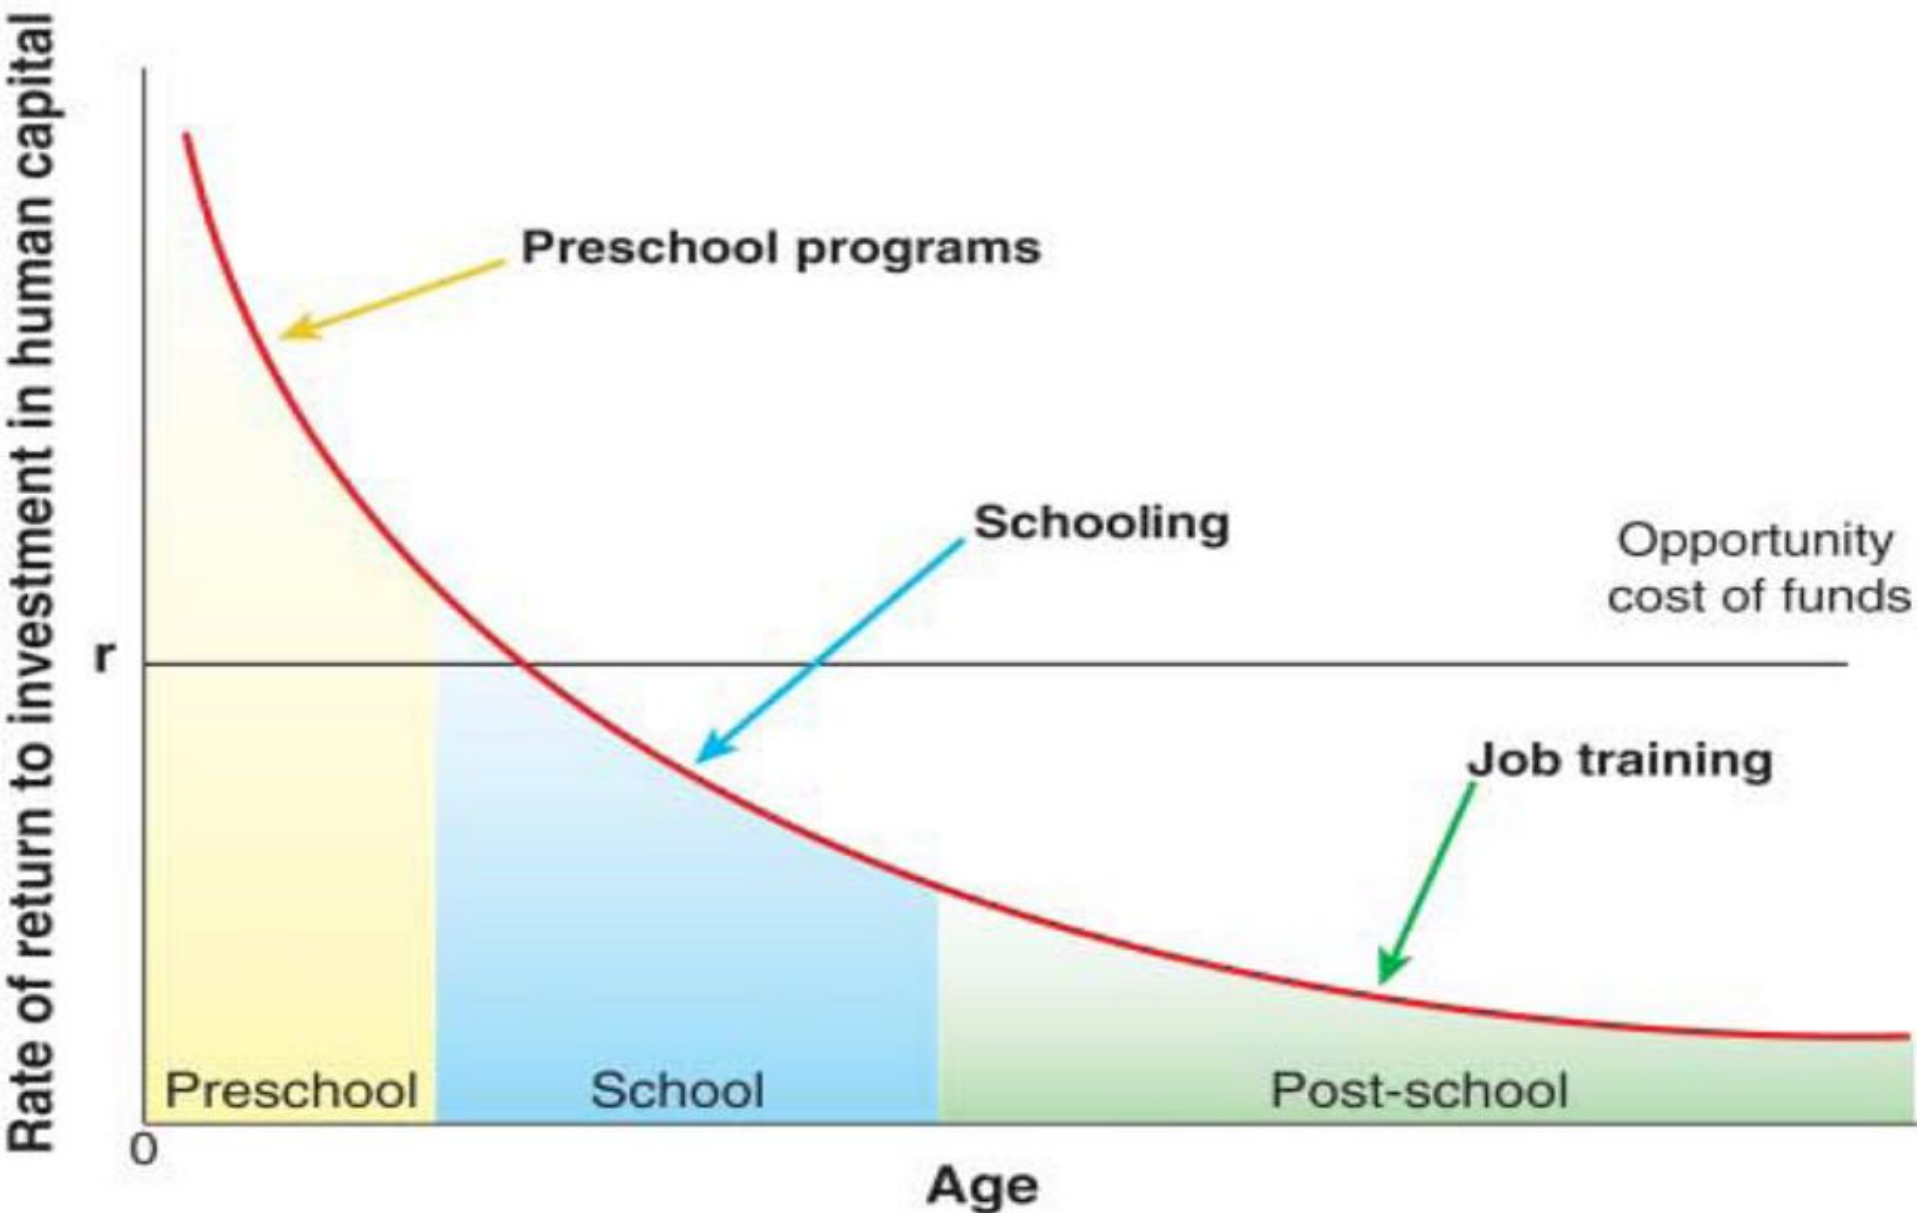 Rate of return to investment in human capital
Preschool programs
Schooling
Opportunity
cost of funds
r
Job training
Preschool
School
Post-school
0
Age